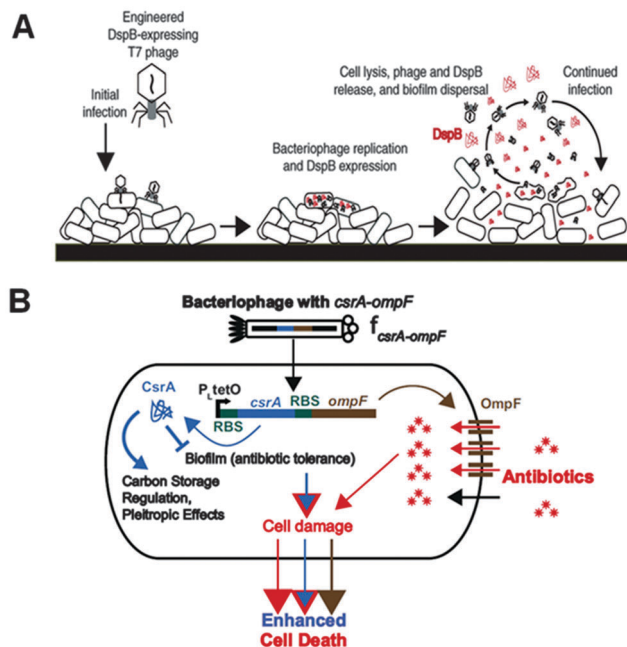 A
Engineered
DspB-expressing
T7 phage
Initial
infection
Bacteriophage replication
and DspB expression
Cell lysis, phage and DspB
release, and biofilm dispersal
Continued
infection
DspB
B
Bacteriophage with csrA-ompF
f csrA-ompF
CsrA
PLtetO
csrA
RBS
ompF
RBS
OmpF
Biofilm (antibiotic tolerance)
Carbon Storage
Regulation,
Pleitropic Effects
Antibiotics
Cell damage
Enhanced
Cell Death